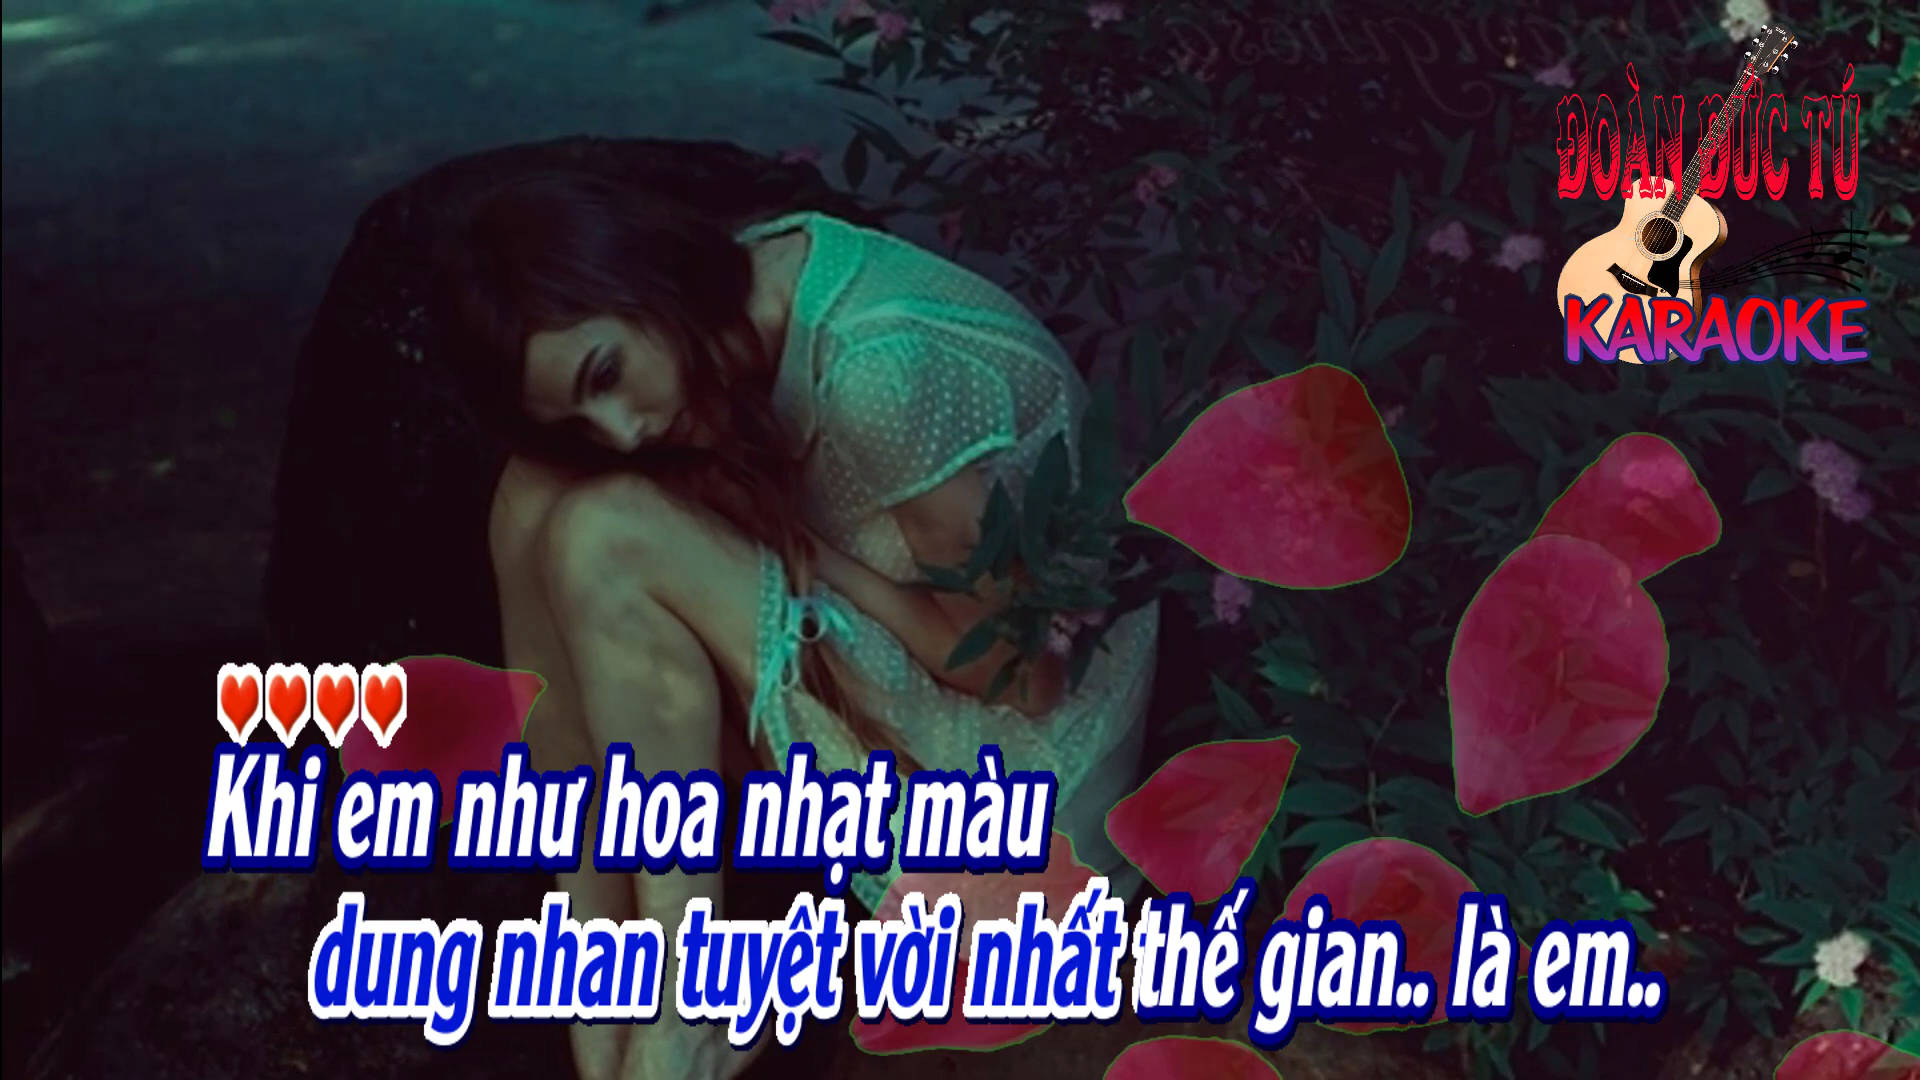 ĐOÀN ĐỨC TÚ
KARAOKE
Khi em như hoa nhạt màu
dung nhan tuyệt vời nhất thế gian.. là em..